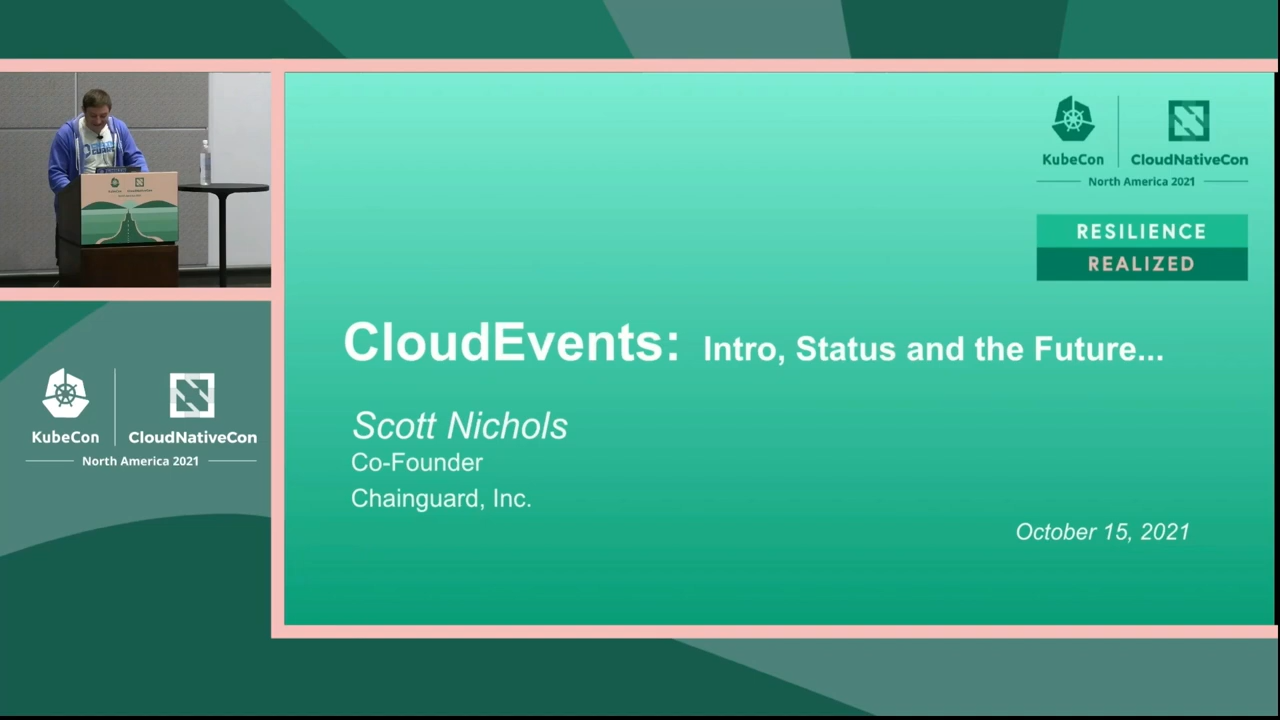 KubeCon
CloudNativeCon
North America 2021
RESILIENCE
REALIZED
CloudEvents: Intro, Status and the Future...
Scott Nichols
Co-Founder
Chainguard, Inc.
October 15, 2021
KubeCon
CloudNativeCon
North America 2021